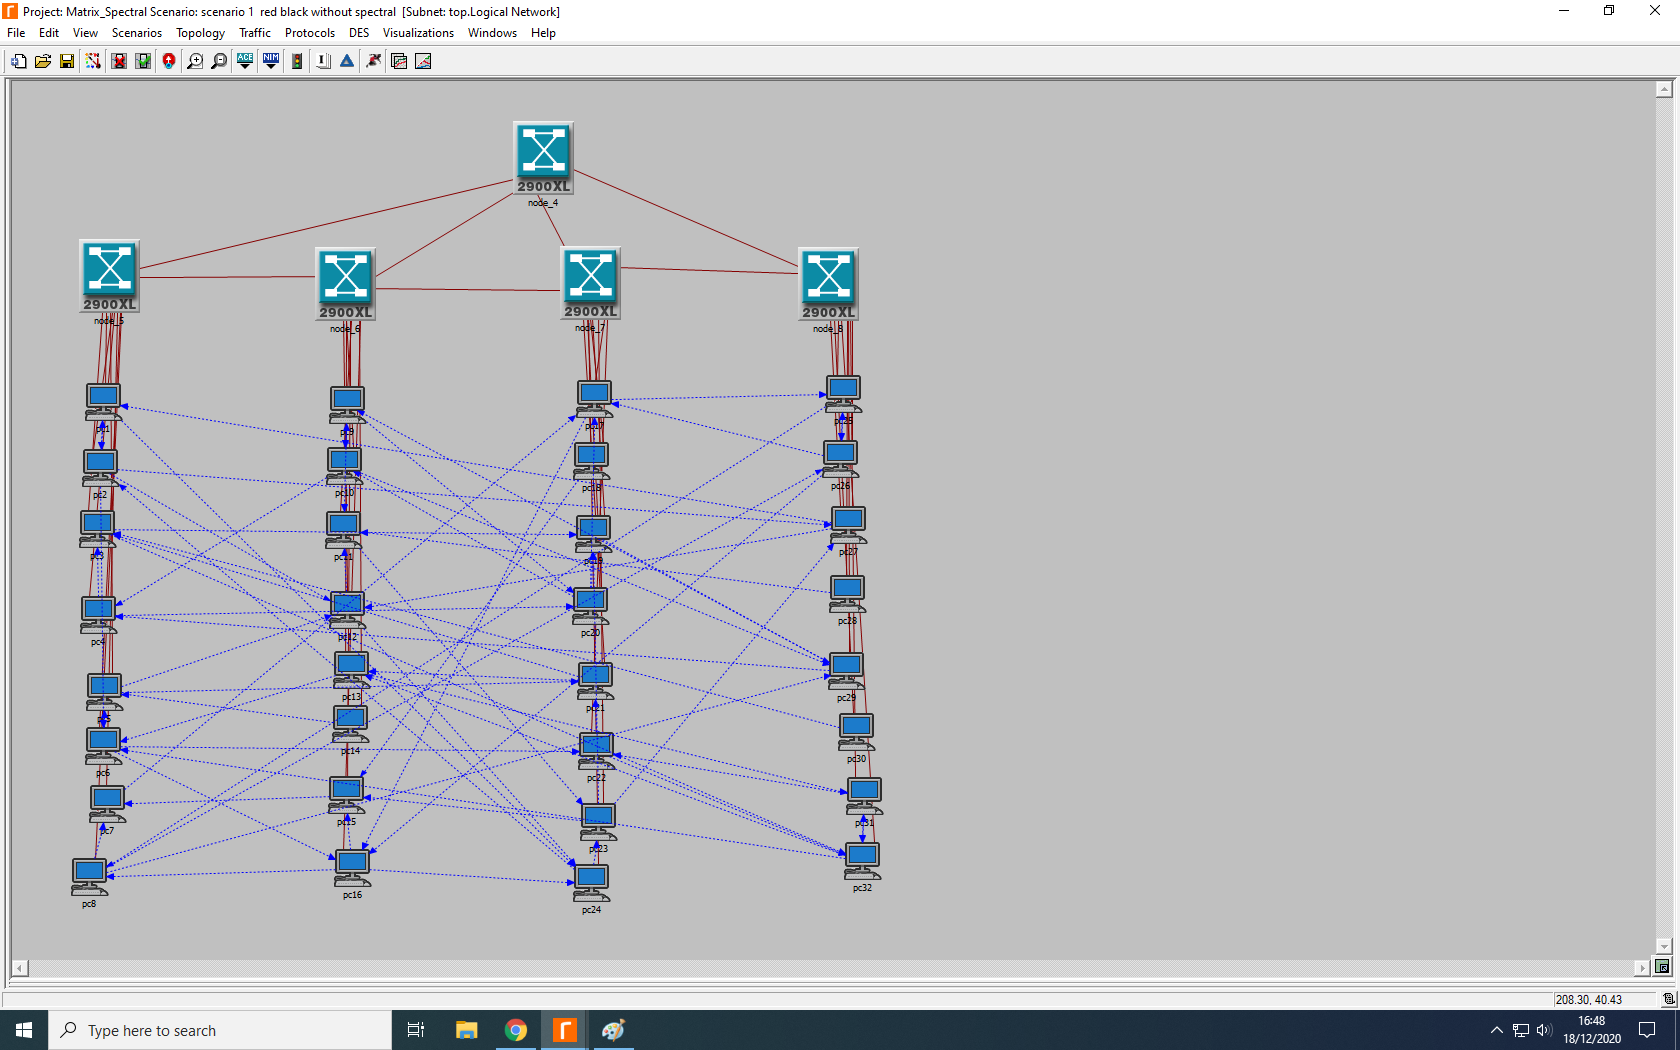 Project: Matrix_Spectral Scenario: scenario 1  red black without spectral  [Subnet: top.Logical Network]
File Edit View Scenarios Topology Traffic Protocols DES Visualizations Windows Help
ACE NIM
2900XL
node_4
2900XL
node_5
2900XL
node_6
2900XL
node_7
2900XL
node_8
pc1
pc9
pc17
pc25
pc2
pc10
pc18
pc26
pc3
pc11
pc19
pc27
pc4
pc12
pc20
pc28
pc5
pc13
pc21
pc29
pc6
pc14
pc22
pc30
pc7
pc15
pc23
pc31
pc8
pc16
pc24
pc32
208.30, 40.43
Type here to search
16:48
18/12/2020